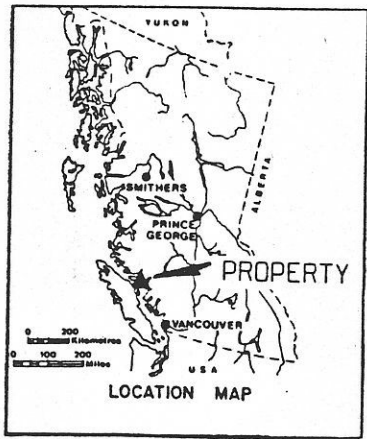 YUKON
ALBERTA
SMITHERS
PRINCE
GEORGE
PROPERTY
VANCOUVER
0 200
Kilometres
0 100 200
Miles
USA
LOCATION MAP